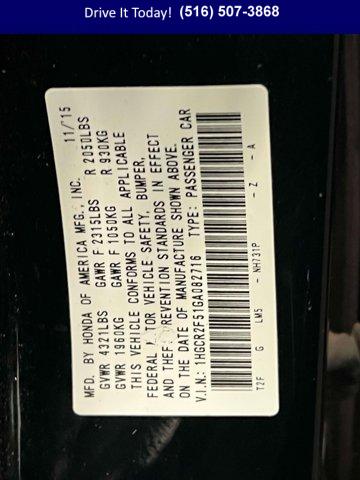 Drive It Today! (516) 507-3868
MFD. BY HONDA OF AMERICA MFG., INC. 11/15
GVWR 4321LBS GAWR F 2315LBS R 2050LBS
GVWR 1960KG GAWR F 1050KG R 930KG
THIS VEHICLE CONFORMS TO ALL APPLICABLE
FEDERAL MOTOR VEHICLE SAFETY, BUMPER,
AND THEFT PREVENTION STANDARDS IN EFFECT
ON THE DATE OF MANUFACTURE SHOWN ABOVE.
V.I.N.: 1HGCR2F51GA082716 TYPE: PASSENGER CAR
T2F G LM5 - NH731P - Z - A